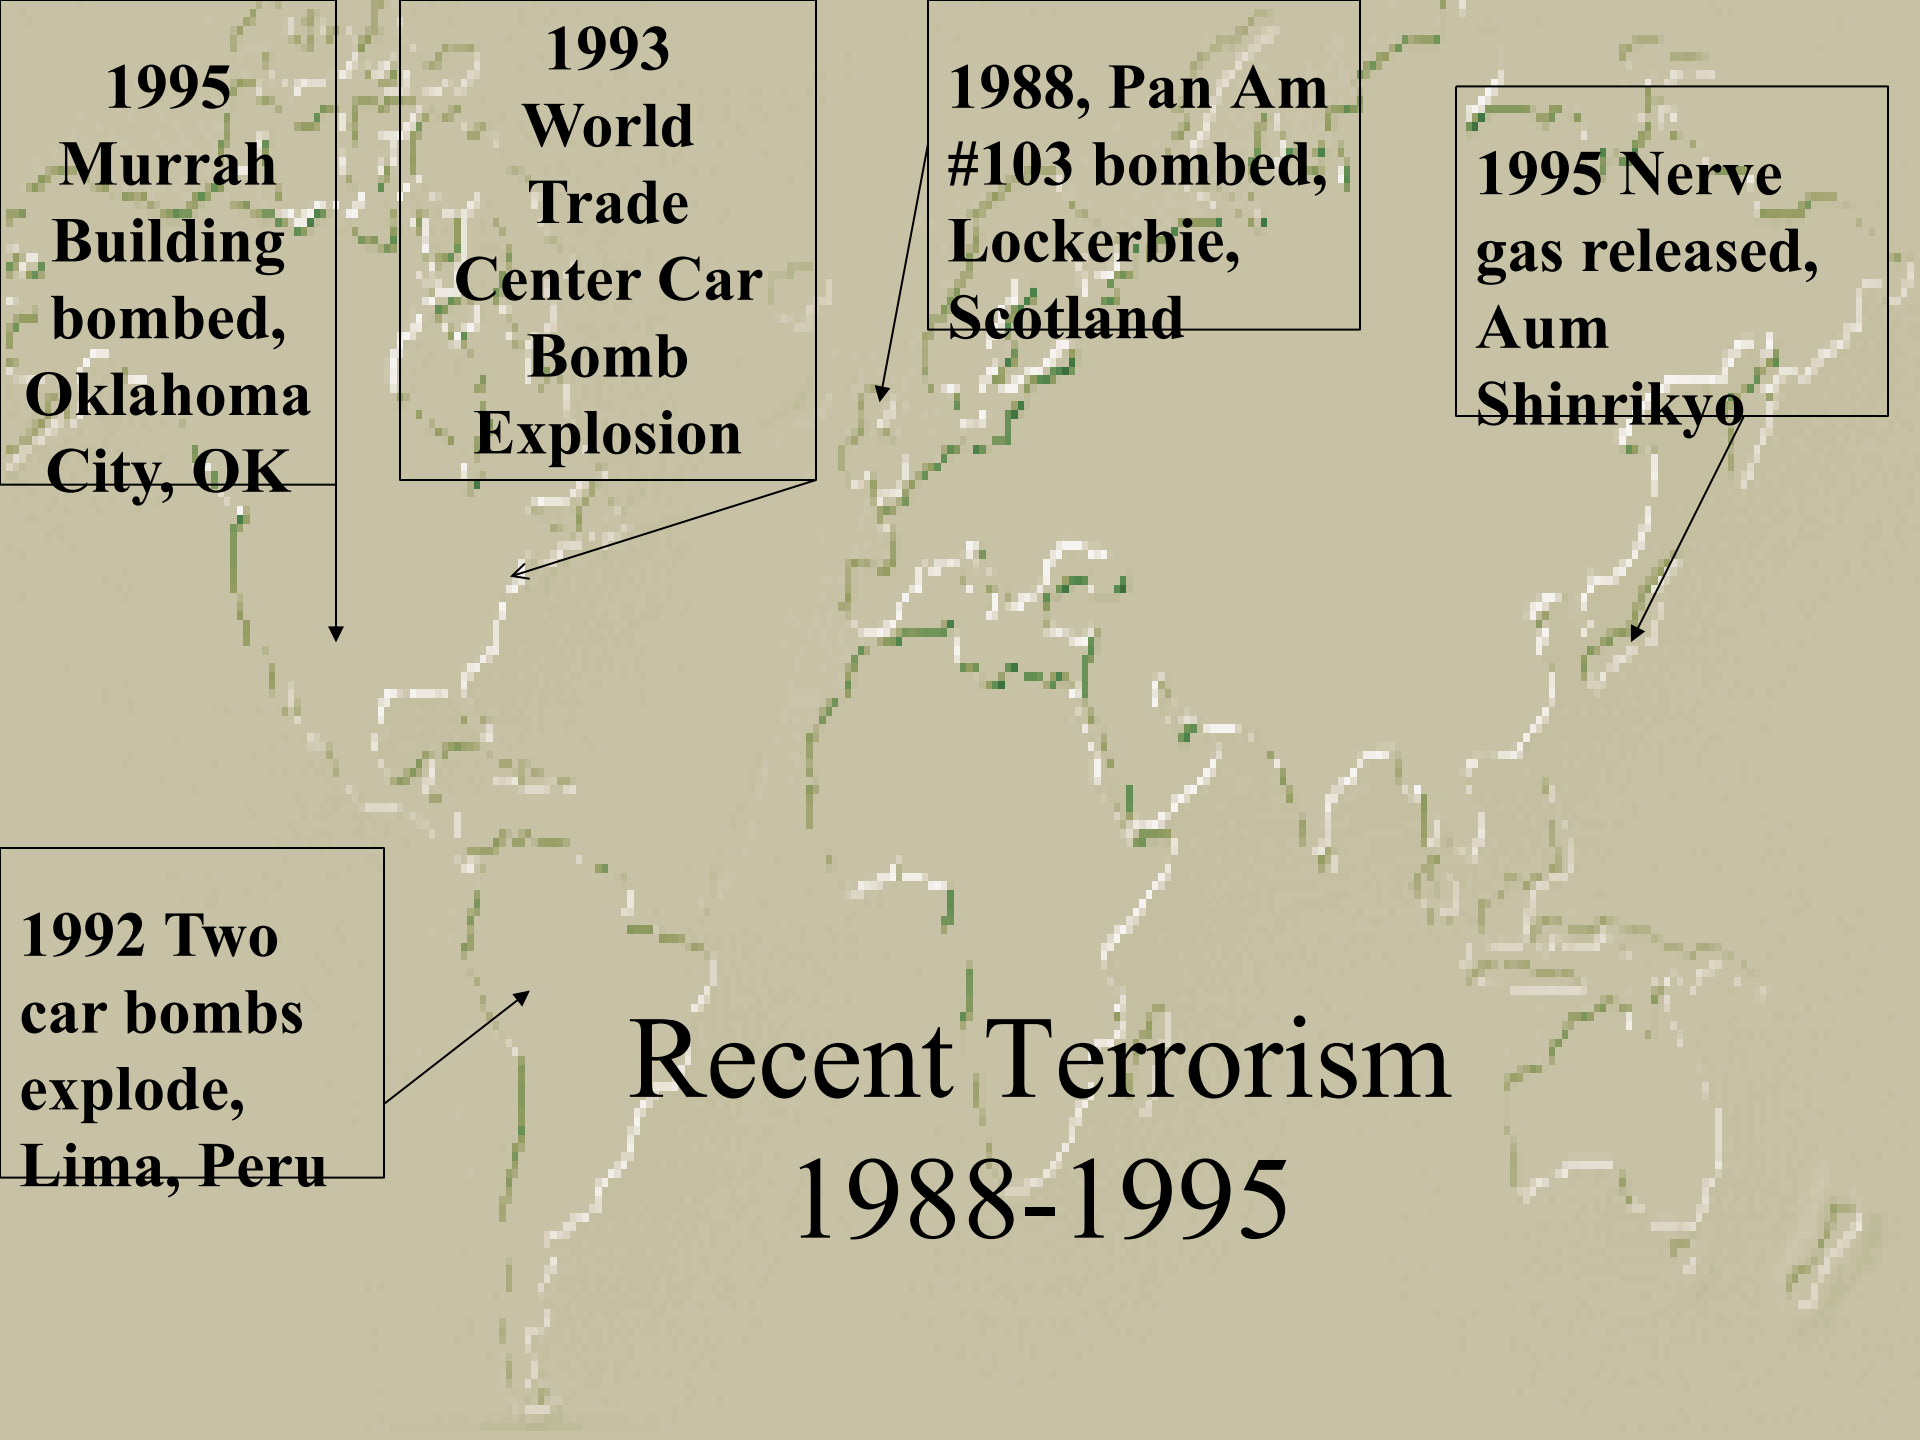 1995
Murrah
Building
bombed,
Oklahoma
City, OK
1993
World
Trade
Center Car
Bomb
Explosion
1988, Pan Am
#103 bombed,
Lockerbie,
Scotland
1995 Nerve
gas released,
Aum
Shinrikyo
1992 Two
car bombs
explode,
Lima, Peru
Recent Terrorism
1988-1995